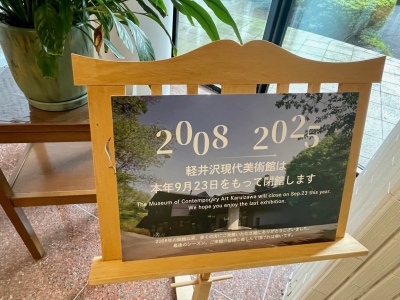 2008 2025
軽井沢現代美術館は
本年9月23日をもって閉館します
The Museum of Contemporary Art Karuizawa will close on Sep.23 this year.
We hope you enjoy the last exhibition.